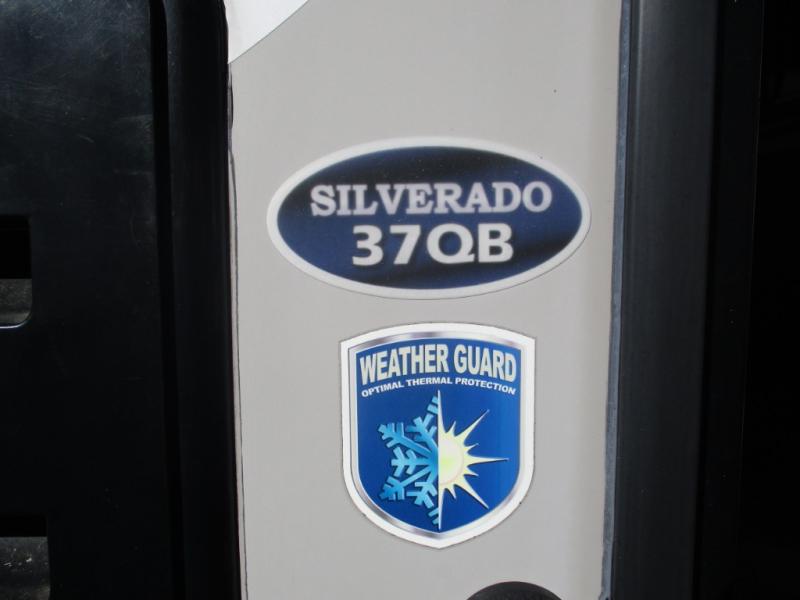 SILVERADO
37QB
WEATHER GUARD
OPTIMAL THERMAL PROTECTION